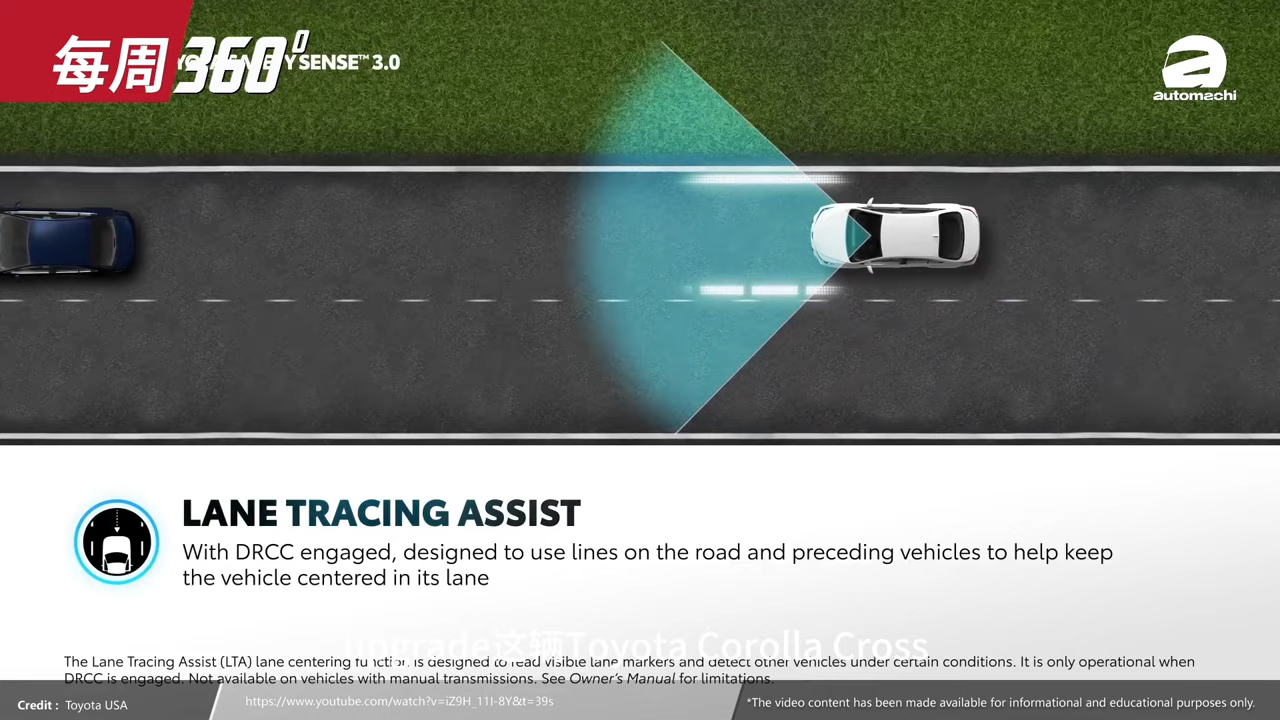 每周360°
SENSE™ 3.0
automachi
LANE TRACING ASSIST
With DRCC engaged, designed to use lines on the road and preceding vehicles to help keep
the vehicle centered in its lane
upgrade这辆Toyota Corolla Cross
The Lane Tracing Assist (LTA) lane centering function is designed to read visible lane markers and detect other vehicles under certain conditions. It is only operational when
DRCC is engaged. Not available on vehicles with manual transmissions. See Owner's Manual for limitations.
Credit : Toyota USA
https://www.youtube.com/watch?v=iZ9H_11I-8Y&t=39s
*The video content has been made available for informational and educational purposes only.